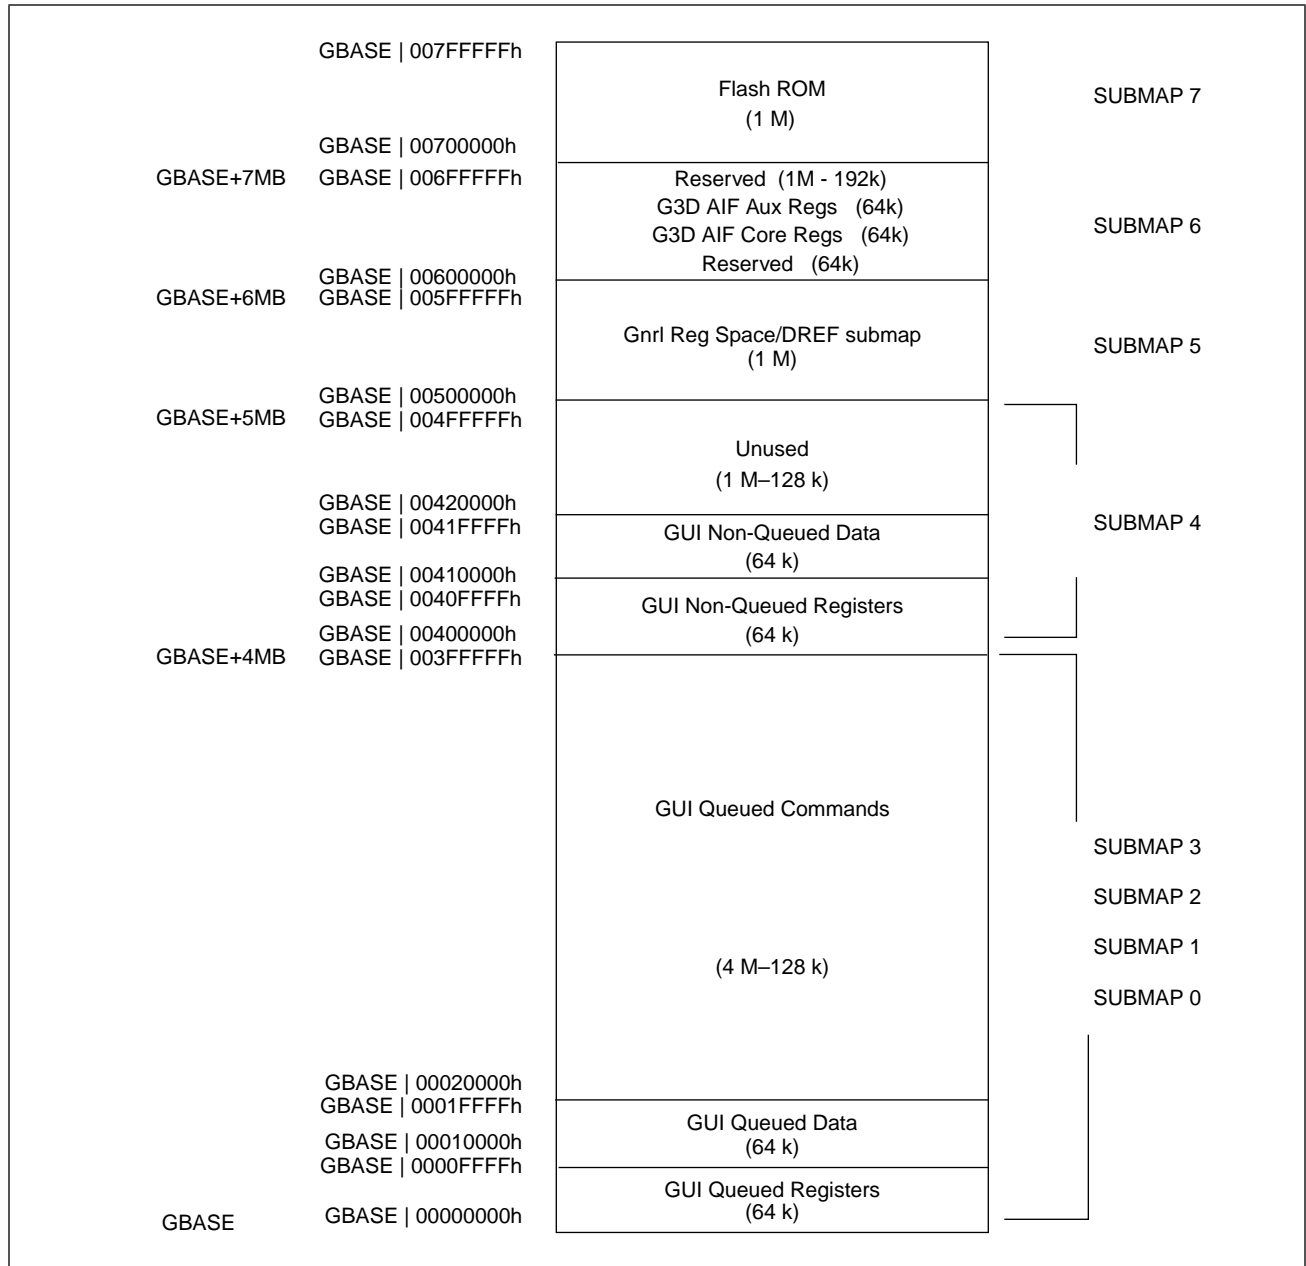 GBASE | 007FFFFFh
Flash ROM
SUBMAP 7
(1 M)
GBASE | 00700000h
GBASE+7MB GBASE | 006FFFFFh Reserved (1M - 192k)
G3D AIF Aux Regs (64k)
SUBMAP 6
G3D AIF Core Regs (64k)
Reserved (64k)
GBASE | 00600000h
GBASE+6MB GBASE | 005FFFFFh
Gnrl Reg Space/DREF submap
SUBMAP 5
(1 M)
GBASE | 00500000h
GBASE+5MB GBASE | 004FFFFFh
Unused
(1 M–128 k)
GBASE | 00420000h
GBASE | 0041FFFFh
SUBMAP 4
GUI Non-Queued Data
(64 k)
GBASE | 00410000h
GBASE | 0040FFFFh
GUI Non-Queued Registers
GBASE | 00400000h
(64 k)
GBASE+4MB GBASE | 003FFFFFh
GUI Queued Commands
SUBMAP 3
SUBMAP 2
SUBMAP 1
(4 M–128 k)
SUBMAP 0
GBASE | 00020000h
GBASE | 0001FFFFh
GUI Queued Data
GBASE | 00010000h
(64 k)
GBASE | 0000FFFFh
GUI Queued Registers
(64 k)
GBASE GBASE | 00000000h